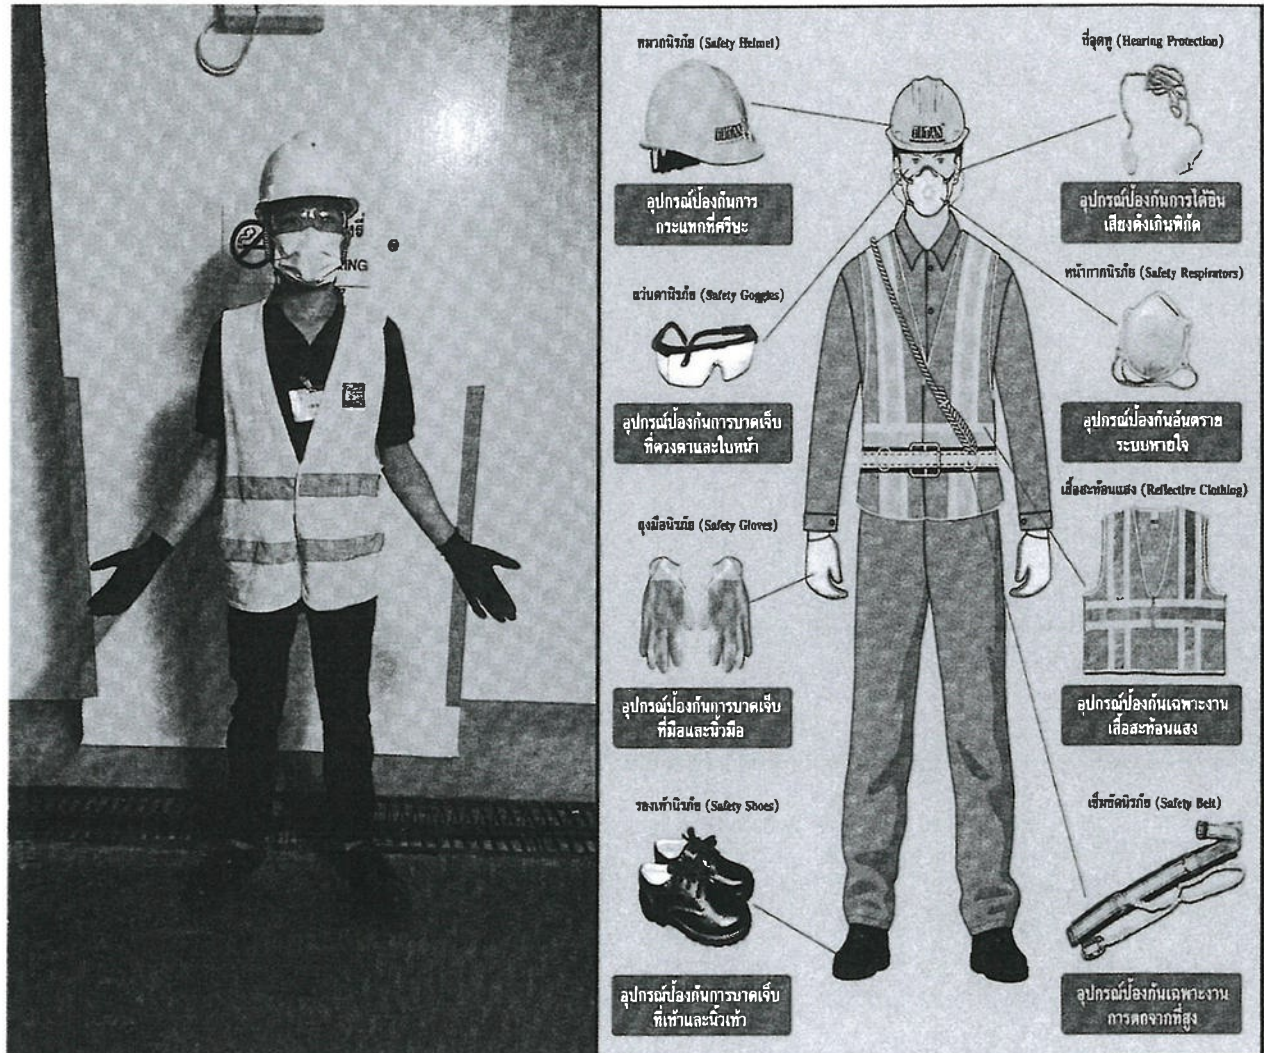 หมวกนิรภัย (Safety Helmet)
อุปกรณ์ป้องกันการ
กระแทกที่ศรีษะ
แว่นตานิรภัย (Safety Goggles)
อุปกรณ์ป้องกันการบาดเจ็บ
ที่ดวงตาและใบหน้า
ถุงมือนิรภัย (Safety Gloves)
อุปกรณ์ป้องกันการบาดเจ็บ
ที่มือและนิ้วมือ
รองเท้านิรภัย (Safety Shoes)
อุปกรณ์ป้องกันการบาดเจ็บ
ที่เท้าและนิ้วเท้า
ที่อุดหู (Hearing Protection)
อุปกรณ์ป้องกันการได้ยิน
เสียงดังเกินพิกัด
หน้ากากนิรภัย (Safety Respirators)
อุปกรณ์ป้องกันอันตราย
ระบบหายใจ
เสื้อสะท้อนแสง (Reflective Clothing)
อุปกรณ์ป้องกันเฉพาะงาน
เสื้อสะท้อนแสง
เข็มขัดนิรภัย (Safety Belt)
อุปกรณ์ป้องกันเฉพาะงาน
การตกจากที่สูง